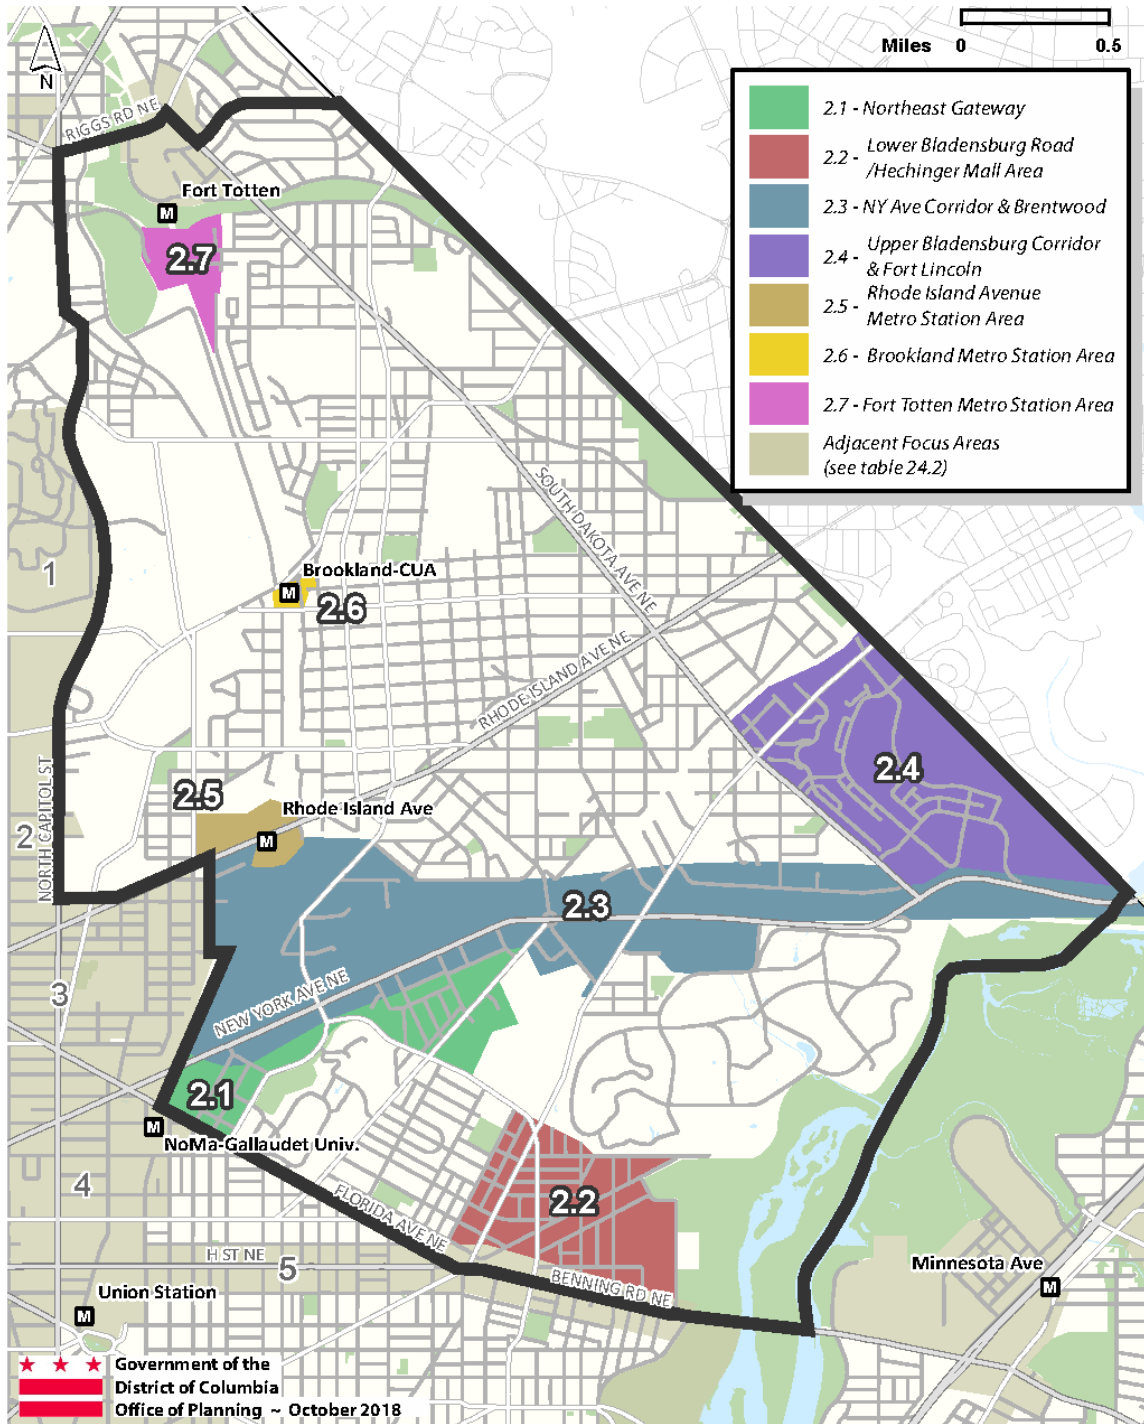 Miles 0 0.5
N
2.1 - Northeast Gateway
2.2 - Lower Bladensburg Road
/Hechinger Mall Area
2.3 - NY Ave Corridor & Brentwood
2.4 - Upper Bladensburg Corridor
& Fort Lincoln
2.5 - Rhode Island Avenue
Metro Station Area
2.6 - Brookland Metro Station Area
2.7 - Fort Totten Metro Station Area
Adjacent Focus Areas
(see table 24.2)
RIGGS RD NE
Fort Totten
M
2.7
SOUTH DAKOTA AVE NE
1
Brookland-CUA
M
2.6
RHODE ISLAND AVE NE
2.4
NORTH CAPITOL ST
2
2.5
Rhode Island Ave
M
2.3
3
NEW YORK AVE NE
2.1
M
NoMa-Gallaudet Univ.
4
FLORIDA AVE NE
2.2
H ST NE
5
BENNING RD NE
Minnesota Ave
M
Union Station
M
Government of the
District of Columbia
Office of Planning ~ October 2018